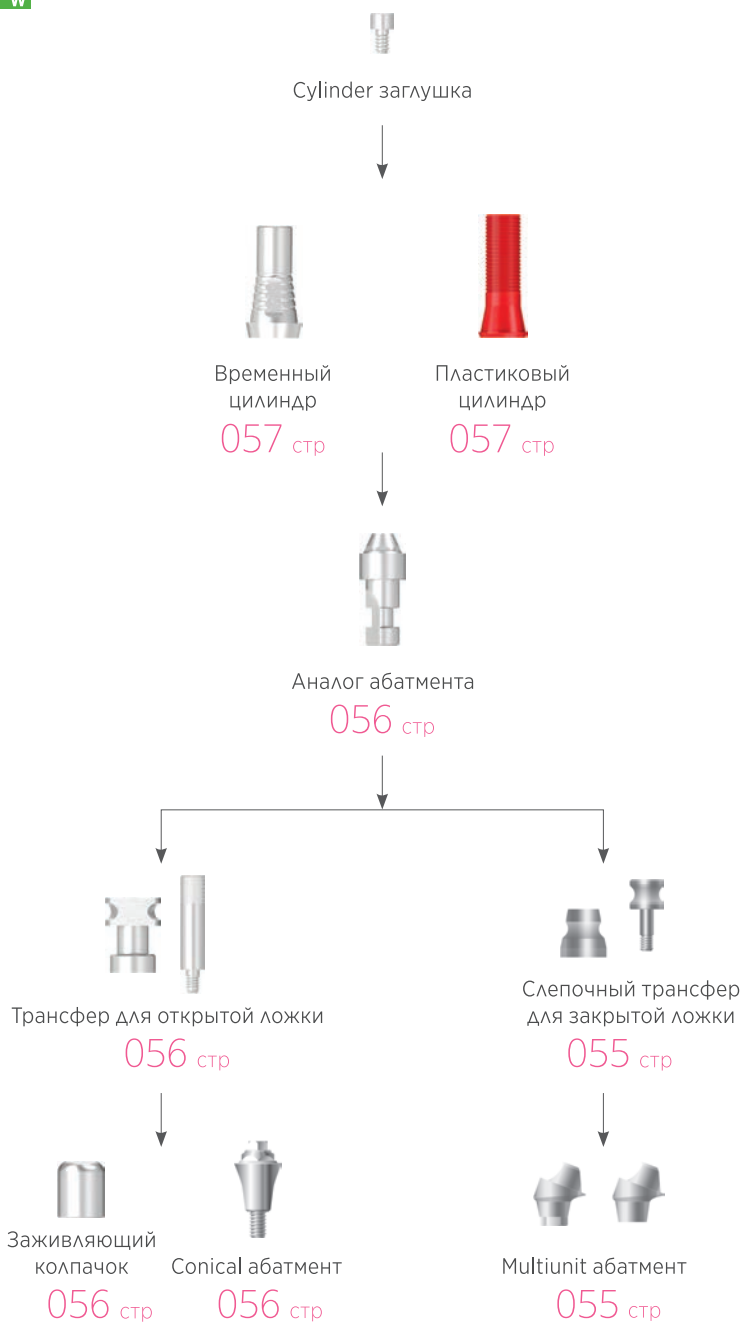 W
Cylinder заглушка
Временный
цилиндр
057 стр
Пластиковый
цилиндр
057 стр
Аналог абатмента
056 стр
Трансфер для открытой ложки
056 стр
Слепочный трансфер
для закрытой ложки
055 стр
Заживляющий
колпачок
056 стр
Conical абатмент
056 стр
Multiunit абатмент
055 стр